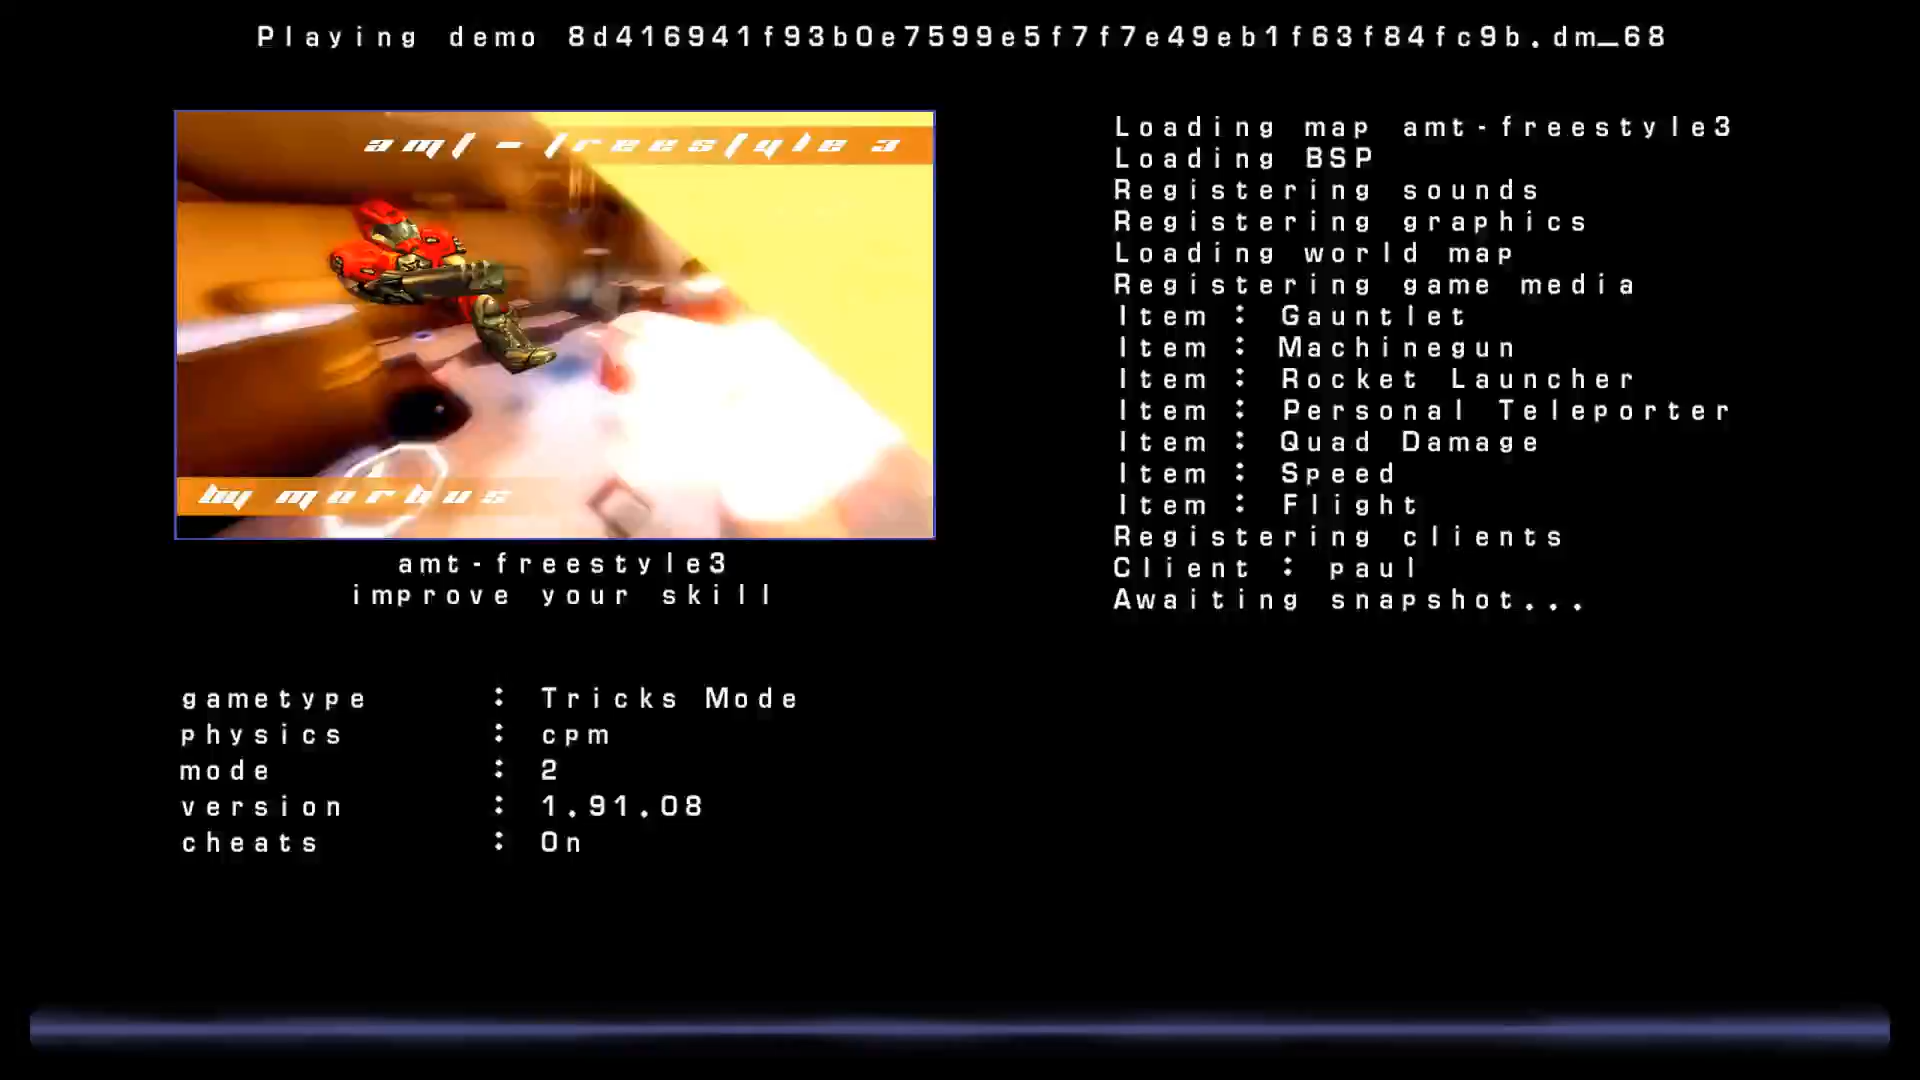 Playing demo 8d416941f93b0e7599e5f7f7e49eb1f63f84fc9b.dm_68
amt - freestyle 3
by morbus
amt-freestyle3
improve your skill
gametype : Tricks Mode
physics : cpm
mode : 2
version : 1.91.08
cheats : On
Loading map amt-freestyle3
Loading BSP
Registering sounds
Registering graphics
Loading world map
Registering game media
Item : Gauntlet
Item : Machinegun
Item : Rocket Launcher
Item : Personal Teleporter
Item : Quad Damage
Item : Speed
Item : Flight
Registering clients
Client : paul
Awaiting snapshot...